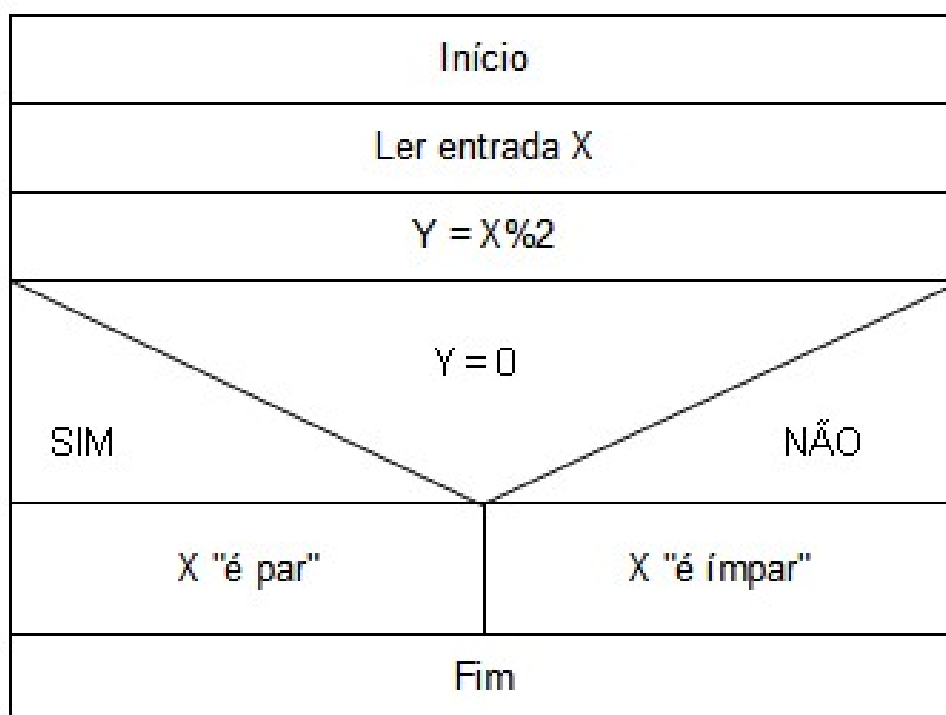 Início
Ler entrada X
Y = X%2
Y = 0
SIM
NÃO
X "é par"
X "é ímpar"
Fim